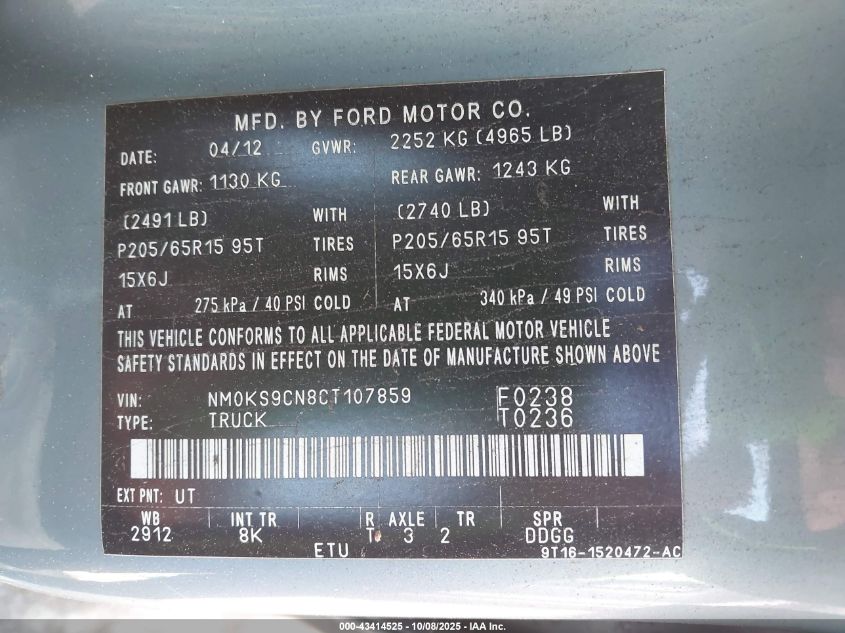 MFD. BY FORD MOTOR CO.
DATE: 04/12 GVWR: 2252 KG (4965 LB)
FRONT GAWR: 1130 KG REAR GAWR: 1243 KG
(2491 LB) WITH (2740 LB) WITH
P205/65R15 95T TIRES P205/65R15 95T TIRES
15X6J RIMS 15X6J RIMS
AT 275 kPa / 40 PSI COLD AT 340 kPa / 49 PSI COLD
THIS VEHICLE CONFORMS TO ALL APPLICABLE FEDERAL MOTOR VEHICLE
SAFETY STANDARDS IN EFFECT ON THE DATE OF MANUFACTURE SHOWN ABOVE
VIN: NM0KS9CN8CT107859 F0238
TYPE: TRUCK T0236
EXT PNT: UT
WB INT TR R AXLE TR SPR
2912 8K T 3 2 DDGG
ETU 9T16-1520472-AC
000-43414525 - 10/08/2025 - IAA Inc.